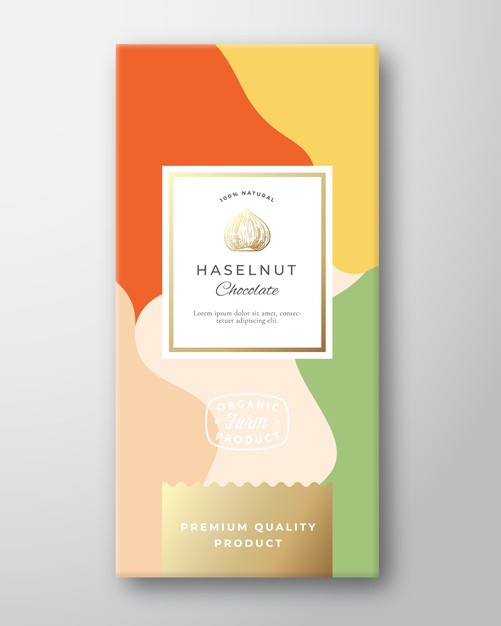 100% NATURAL
HASELNUT
Chocolate
Lorem ipsum dolor sit amet, consec-
tetuer adipiscing elit.
ORGANIC
Farm
PRODUCT
PREMIUM QUALITY
PRODUCT